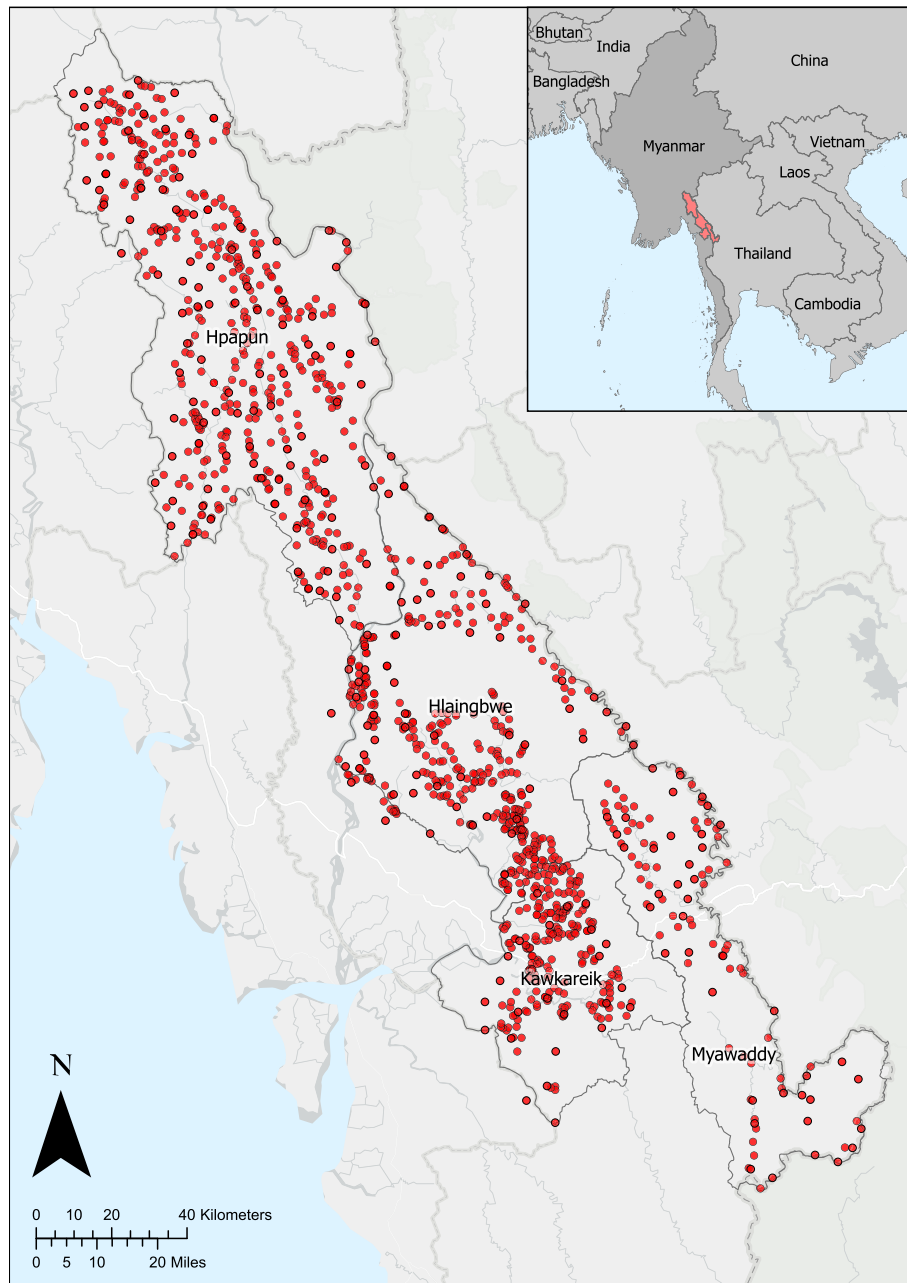 Bhutan
India
China
Bangladesh
Myanmar
Vietnam
Laos
Thailand
Cambodia
Hpapun
Hlaingbwe
Kawkareik
Myawaddy
N
0 10 20 40 Kilometers
0 5 10 20 Miles